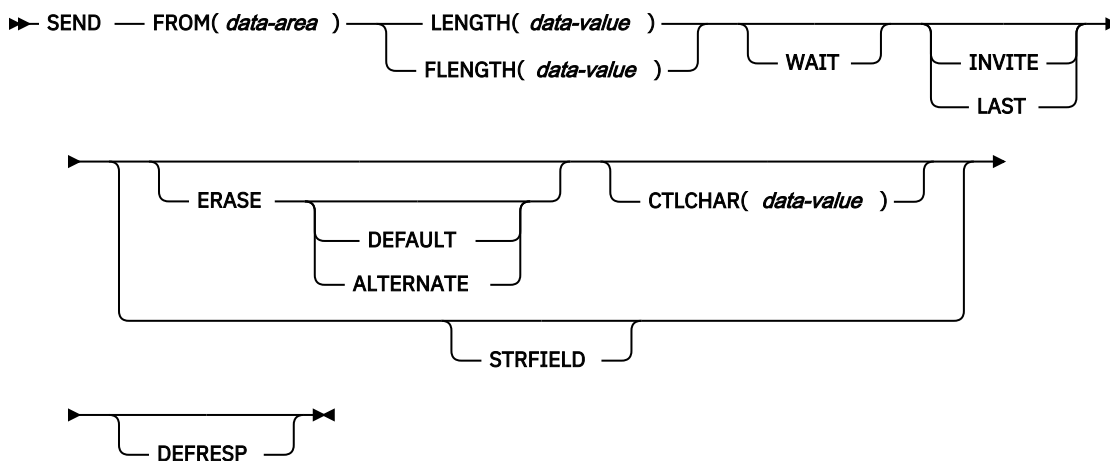 SEND FROM( data-area ) LENGTH( data-value )
FLENGTH( data-value )
WAIT
INVITE
LAST
ERASE
DEFAULT
ALTERNATE
CTLCHAR( data-value )
STRFIELD
DEFRESP